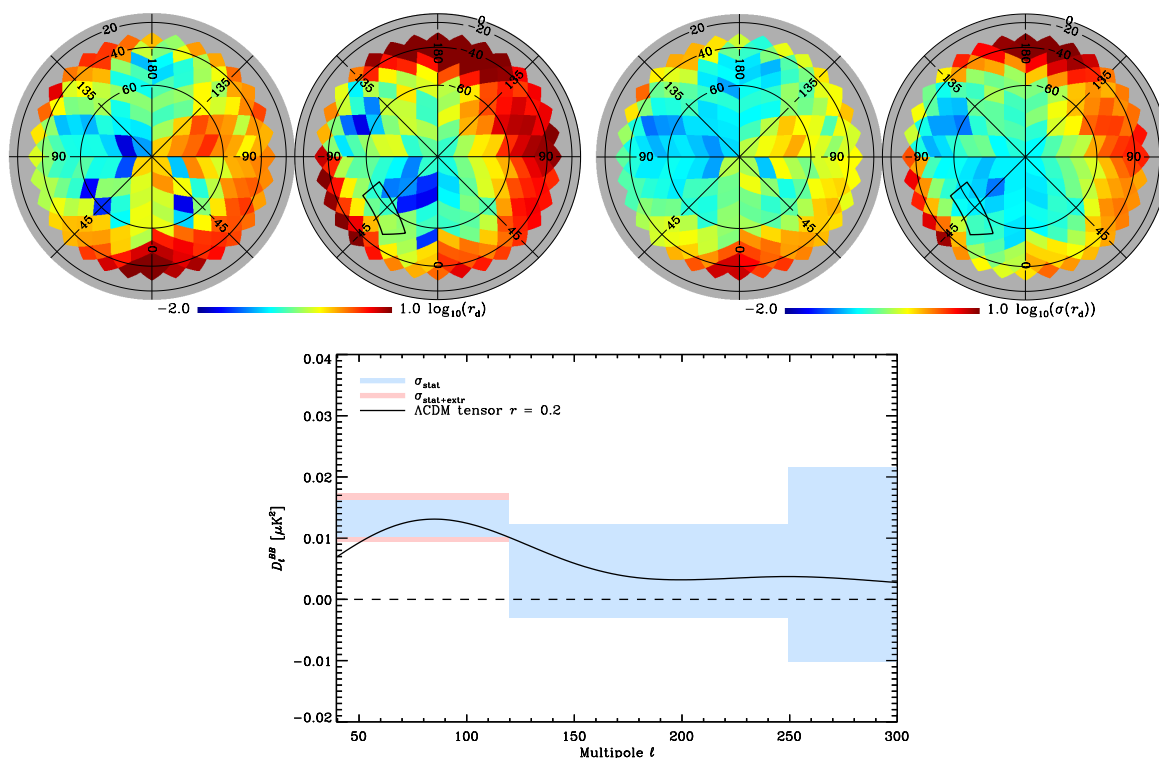 20 40 180 60 135 -135 90 -90 45 -45 0
0 -20 -40 180 -60 -135 135 -90 90 -45 45 0
20 40 180 60 135 -135 90 -90 45 -45 0
0 -20 -40 180 -60 -135 135 -90 90 -45 45 0
-2.0 1.0 log₁₀(r_d)
-2.0 1.0 log₁₀(σ(r_d))
0.04
0.03
0.02
0.01
0.00
-0.01
-0.02
D_ℓ^BB [μK²]
σ_stat
σ_stat+extr
ΛCDM tensor r = 0.2
50 100 150 200 250 300
Multipole ℓ